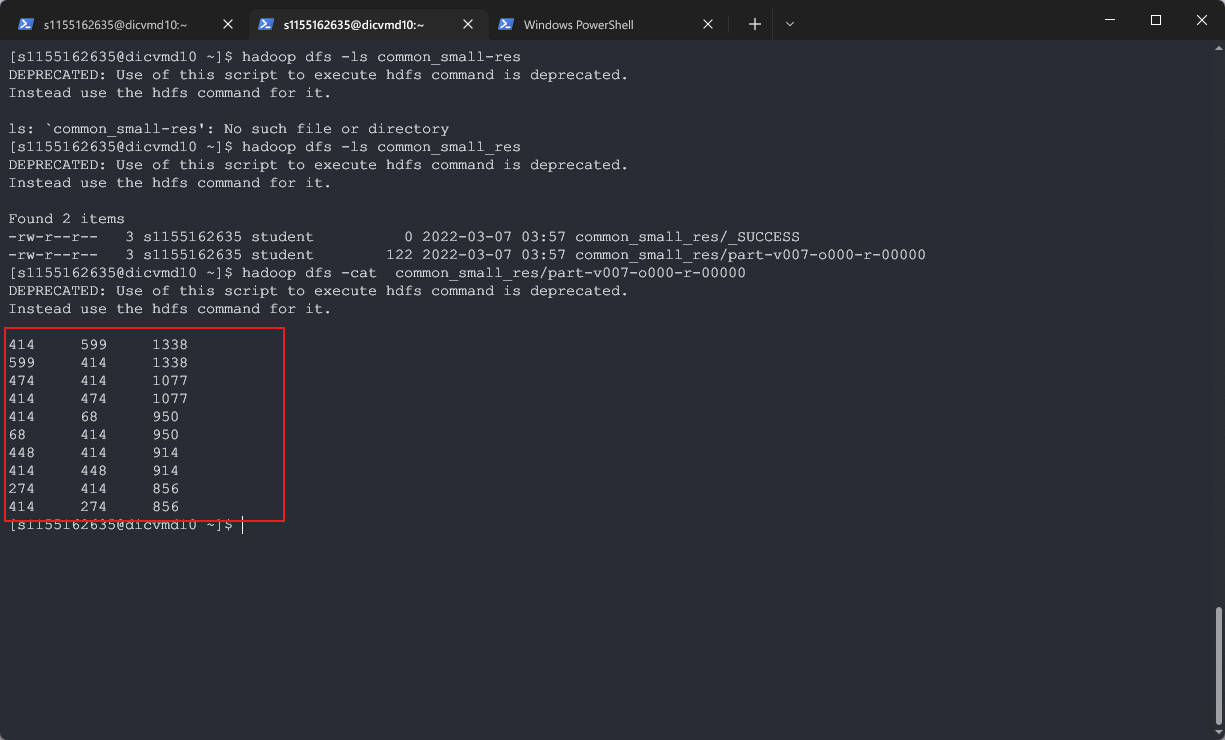 s1155162635@dicvmd10:~ s1155162635@dicvmd10:~ Windows PowerShell
[s1155162635@dicvmd10 ~]$ hadoop dfs -ls common_small-res
DEPRECATED: Use of this script to execute hdfs command is deprecated.
Instead use the hdfs command for it.
ls: `common_small-res': No such file or directory
[s1155162635@dicvmd10 ~]$ hadoop dfs -ls common_small_res
DEPRECATED: Use of this script to execute hdfs command is deprecated.
Instead use the hdfs command for it.
Found 2 items
-rw-r--r--   3 s1155162635 student          0 2022-03-07 03:57 common_small_res/_SUCCESS
-rw-r--r--   3 s1155162635 student        122 2022-03-07 03:57 common_small_res/part-v007-o000-r-00000
[s1155162635@dicvmd10 ~]$ hadoop dfs -cat  common_small_res/part-v007-o000-r-00000
DEPRECATED: Use of this script to execute hdfs command is deprecated.
Instead use the hdfs command for it.
414     599     1338
599     414     1338
474     414     1077
414     474     1077
414     68      950
68      414     950
448     414     914
414     448     914
274     414     856
414     274     856
[s1155162635@dicvmd10 ~]$